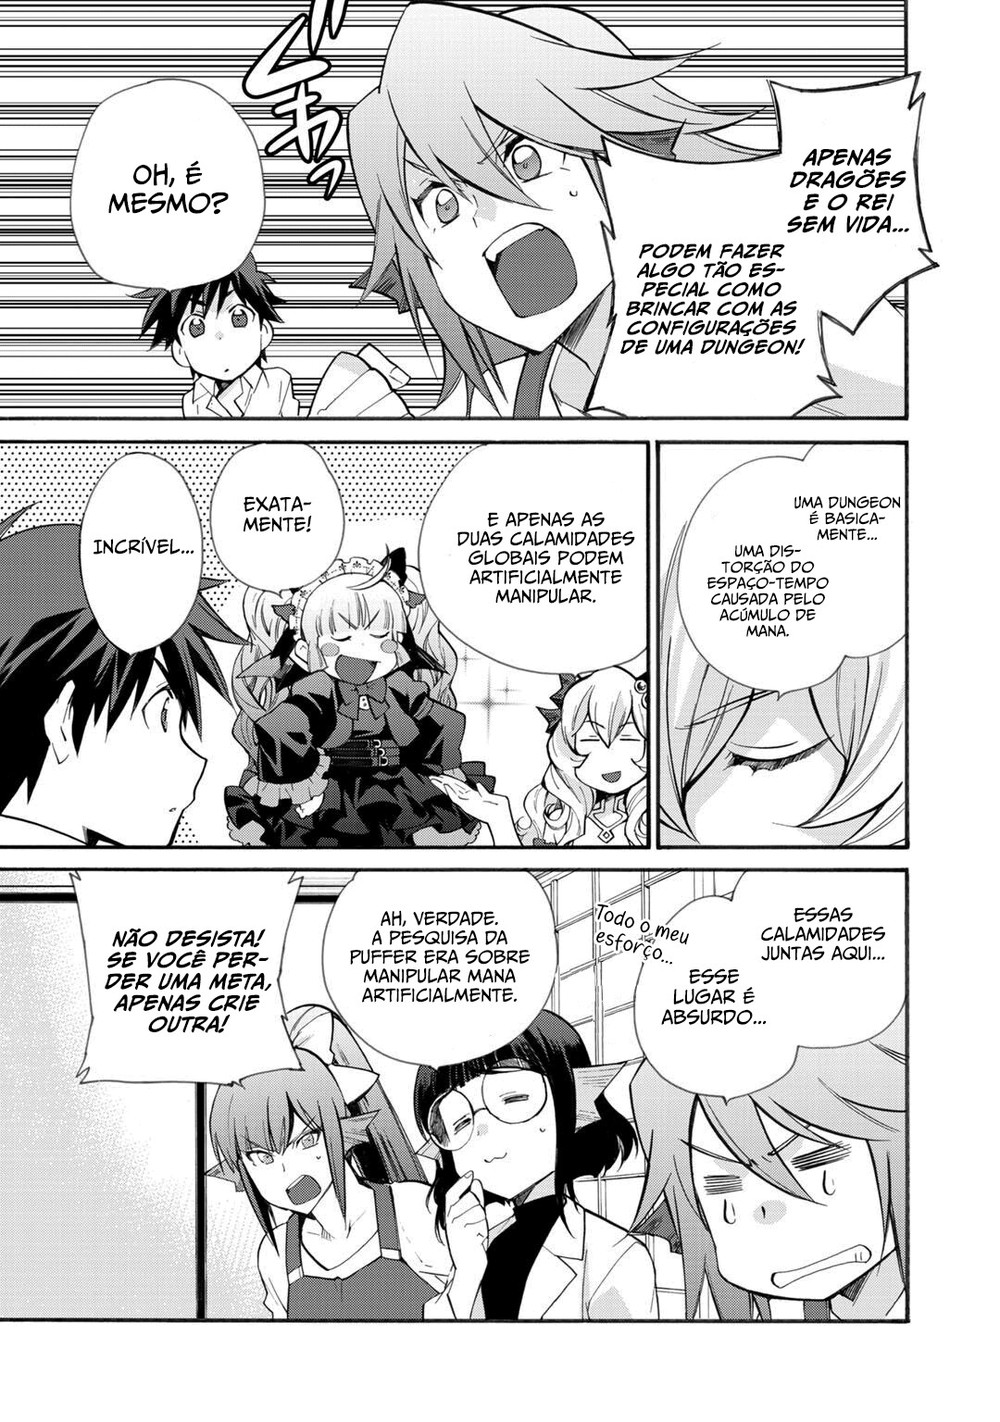 APENAS
DRAGÕES
E O REI
SEM VIDA...
PODEM FAZER
ALGO TÃO ES-
PECIAL COMO
BRINCAR COM AS
CONFIGURAÇÕES
DE UMA DUNGEON!
OH, É
MESMO?
UMA DUNGEON
É BASICA-
MENTE...
UMA DIS-
TORÇÃO DO
ESPAÇO-TEMPO
CAUSADA PELO
ACÚMULO DE
MANA.
E APENAS AS
DUAS CALAMIDADES
GLOBAIS PODEM
ARTIFICIALMENTE
MANIPULAR.
EXATA-
MENTE!
INCRÍVEL...
ESSAS
CALAMIDADES
JUNTAS AQUI...
ESSE
LUGAR É
ABSURDO...
Todo o meu
esforço...
AH, VERDADE.
A PESQUISA DA
PUFFER ERA SOBRE
MANIPULAR MANA
ARTIFICIALMENTE.
NÃO DESISTA!
SE VOCÊ PER-
DER UMA META,
APENAS CRIE
OUTRA!